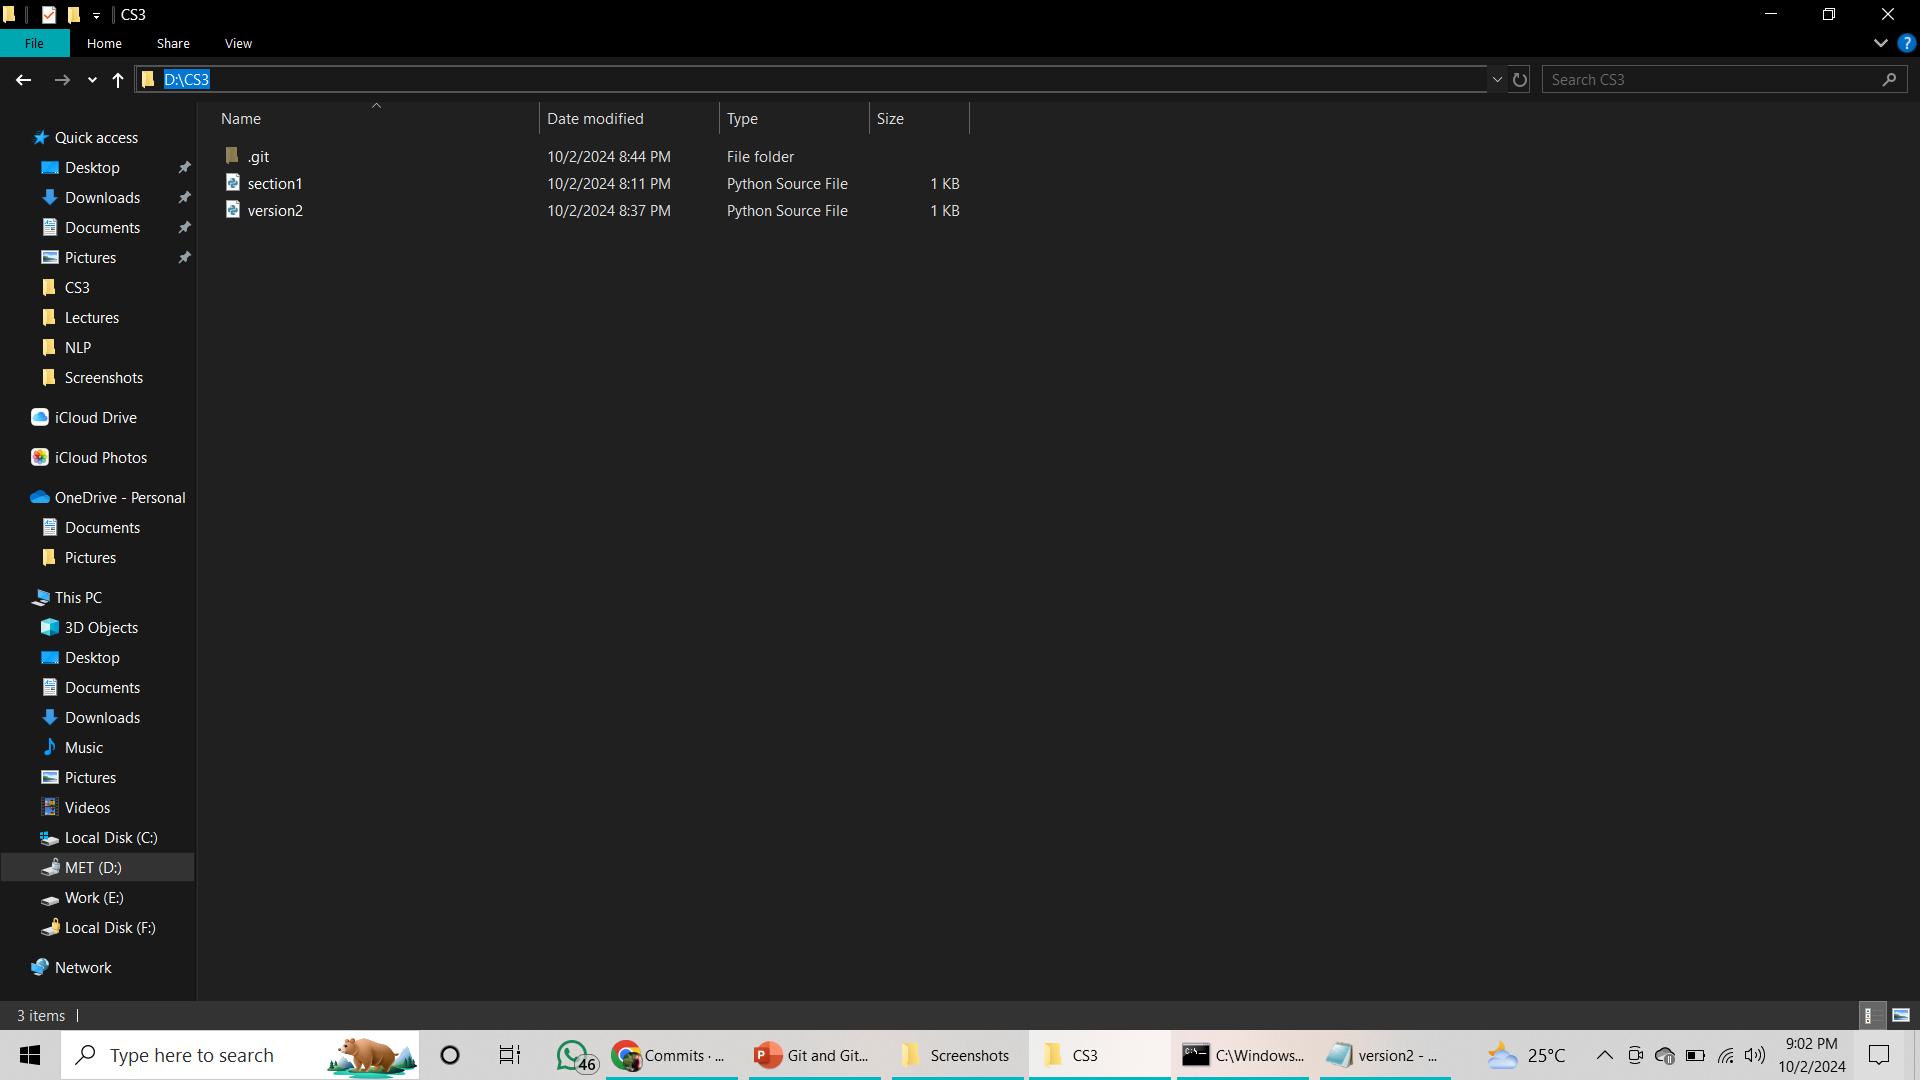 CS3
File Home Share View
?
D:\CS3 Search CS3
Name Date modified Type Size
.git 10/2/2024 8:44 PM File folder
section1 10/2/2024 8:11 PM Python Source File 1 KB
version2 10/2/2024 8:37 PM Python Source File 1 KB
Quick access
Desktop
Downloads
Documents
Pictures
CS3
Lectures
NLP
Screenshots
iCloud Drive
iCloud Photos
OneDrive - Personal
Documents
Pictures
This PC
3D Objects
Desktop
Documents
Downloads
Music
Pictures
Videos
Local Disk (C:)
MET (D:)
Work (E:)
Local Disk (F:)
Network
3 items
Type here to search 46 Commits · ... P Git and Git... Screenshots CS3 C:\Windows... version2 - ... 25°C 9:02 PM
10/2/2024